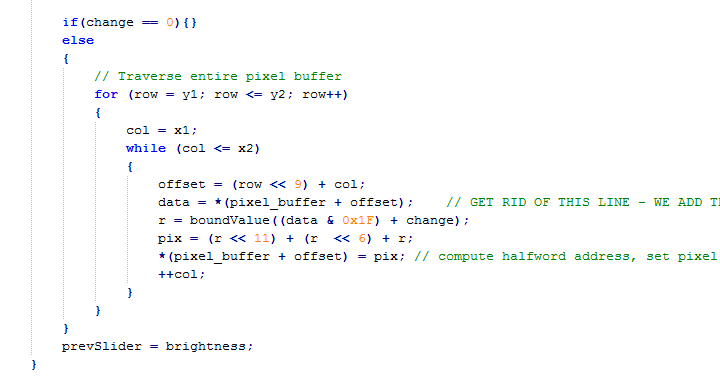 if(change == 0){}
else
{
// Traverse entire pixel buffer
for (row = y1; row <= y2; row++)
{
col = x1;
while (col <= x2)
{
offset = (row << 9) + col;
data = *(pixel_buffer + offset);    // GET RID OF THIS LINE - WE ADD
r = boundValue((data & 0x1F) + change);
pix = (r << 11) + (r  << 6) + r;
*(pixel_buffer + offset) = pix; // compute halfword address, set pixel
++col;
}
}
}
prevSlider = brightness;
}